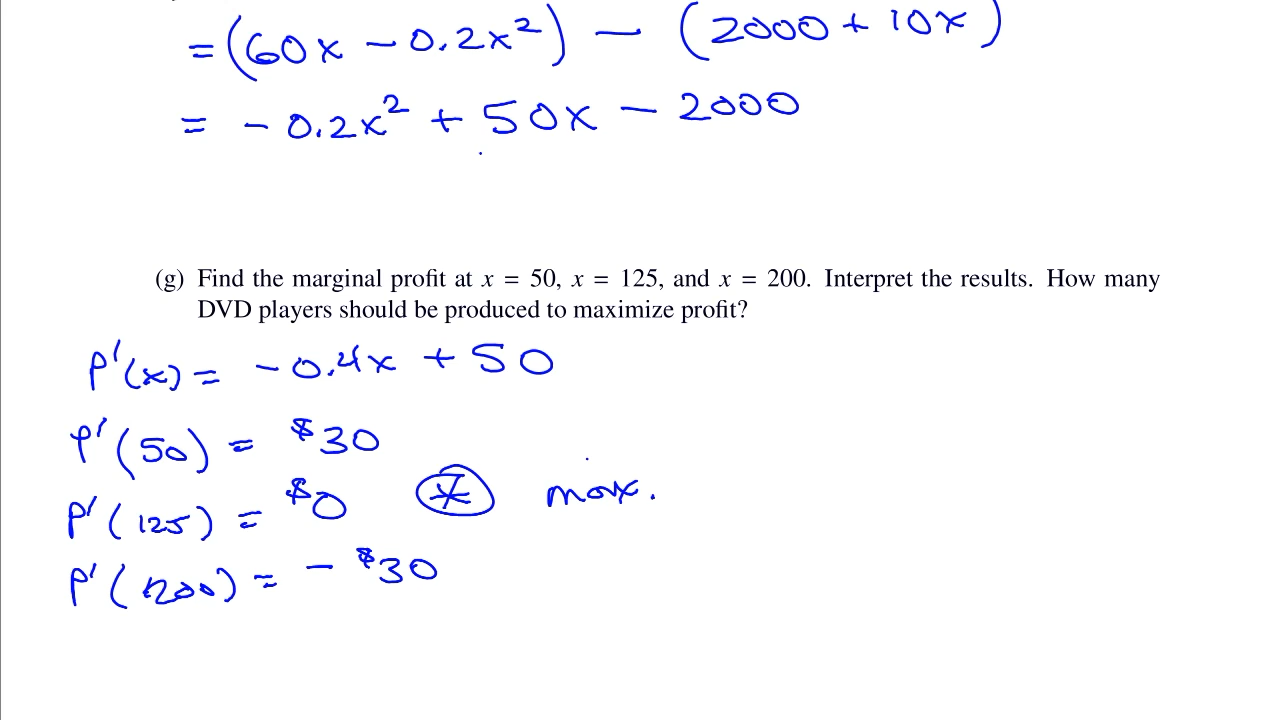 = (60x - 0.2x²) - (2000 + 10x)
= -0.2x² + 50x - 2000
(g) Find the marginal profit at x = 50, x = 125, and x = 200. Interpret the results. How many
DVD players should be produced to maximize profit?
P'(x) = -0.4x + 50
P'(50) = $30
P'(125) = $0 * max.
P'(200) = - $30